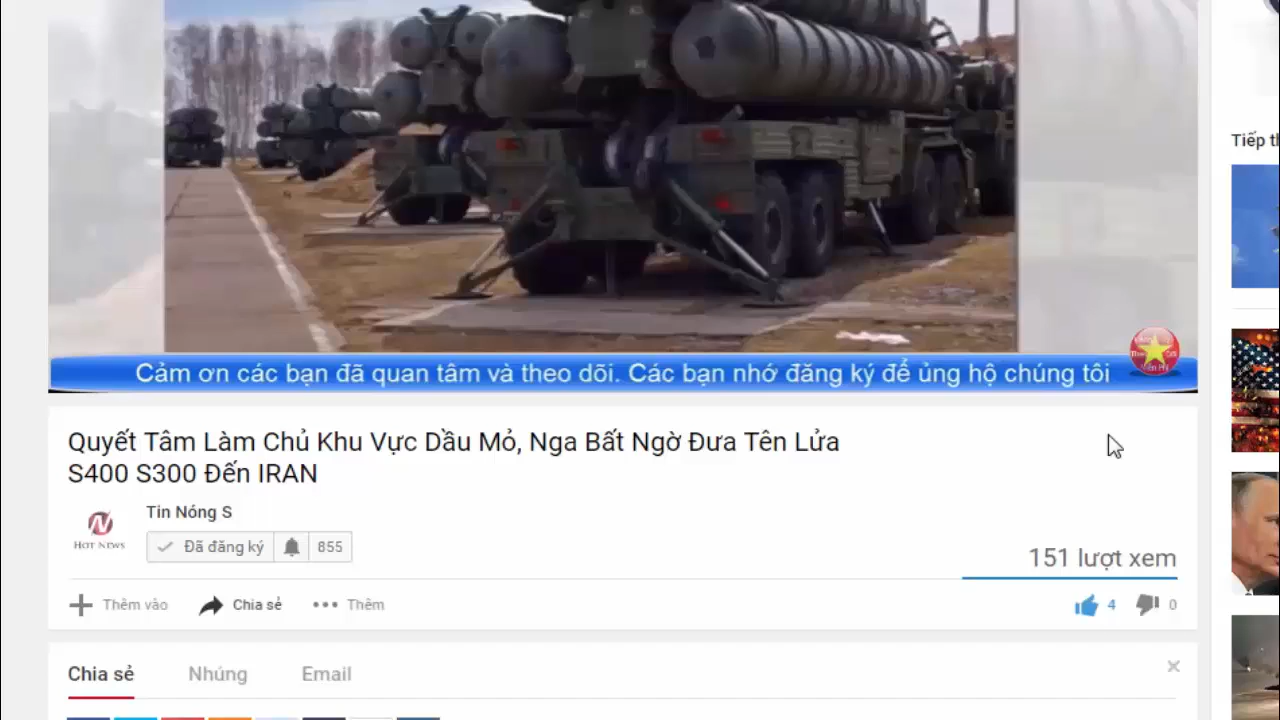 Tiếp
Cảm ơn các bạn đã quan tâm và theo dõi. Các bạn nhớ đăng ký để ủng hộ chúng tôi
Quyết Tâm Làm Chủ Khu Vực Dầu Mỏ, Nga Bất Ngờ Đưa Tên Lửa
S400 S300 Đến IRAN
HOT NEWS
Tin Nóng S
Đã đăng ký 855
151 lượt xem
Thêm vào Chia sẻ Thêm 4 0
Chia sẻ Nhúng Email